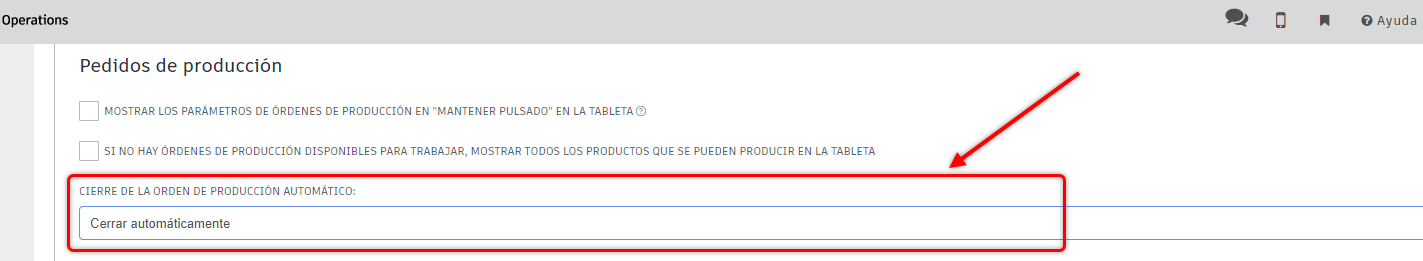 Operations
Ayuda
Pedidos de producción
MOSTRAR LOS PARÁMETROS DE ÓRDENES DE PRODUCCIÓN EN "MANTENER PULSADO" EN LA TABLETA
SI NO HAY ÓRDENES DE PRODUCCIÓN DISPONIBLES PARA TRABAJAR, MOSTRAR TODOS LOS PRODUCTOS QUE SE PUEDEN PRODUCIR EN LA TABLETA
CIERRE DE LA ORDEN DE PRODUCCIÓN AUTOMÁTICO:
Cerrar automáticamente